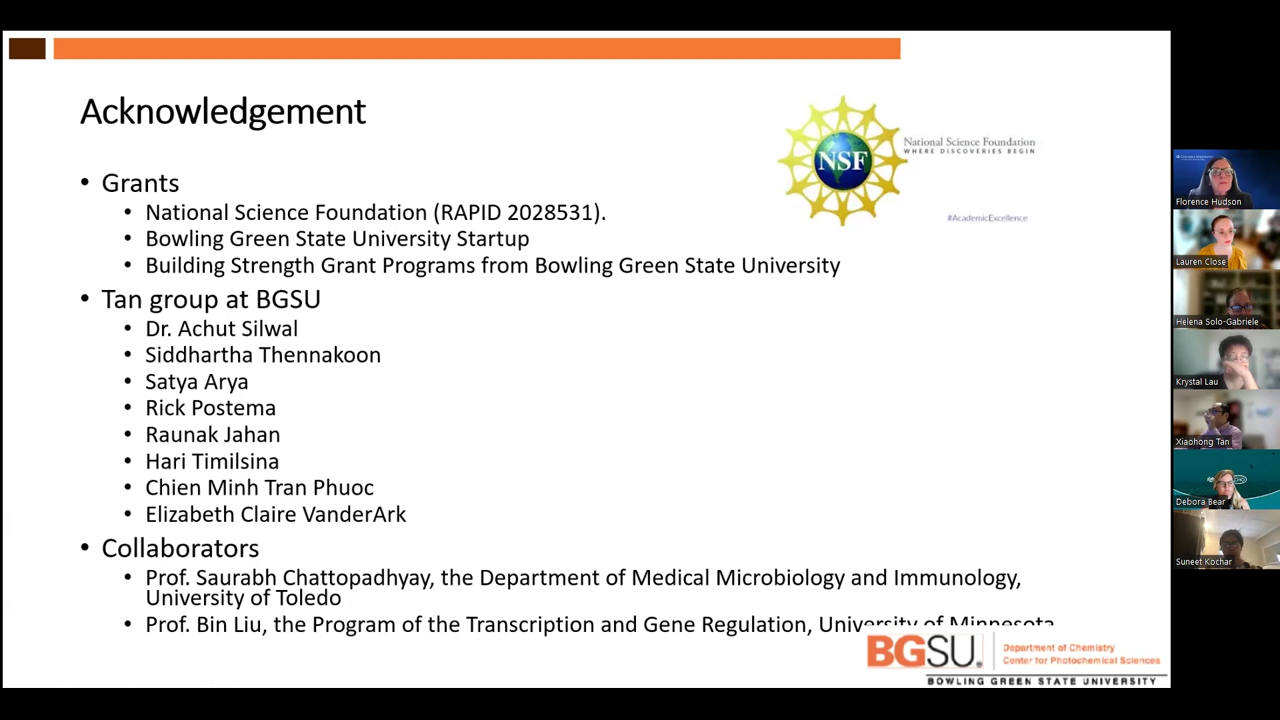 Acknowledgement
NSF
National Science Foundation
WHERE DISCOVERIES BEGIN
#AcademicExcellence
• Grants
• National Science Foundation (RAPID 2028531).
• Bowling Green State University Startup
• Building Strength Grant Programs from Bowling Green State University
• Tan group at BGSU
• Dr. Achut Silwal
• Siddhartha Thennakoon
• Satya Arya
• Rick Postema
• Raunak Jahan
• Hari Timilsina
• Chien Minh Tran Phuoc
• Elizabeth Claire VanderArk
• Collaborators
• Prof. Saurabh Chattopadhyay, the Department of Medical Microbiology and Immunology,
University of Toledo
• Prof. Bin Liu, the Program of the Transcription and Gene Regulation, University of Minnesota
BGSU.
Department of Chemistry
Center for Photochemical Sciences
BOWLING GREEN STATE UNIVERSITY
Florence Hudson
Lauren Close
Helena Solo-Gabriele
Krystal Lau
Xiaohong Tan
Debora Bear
Suneet Kochar